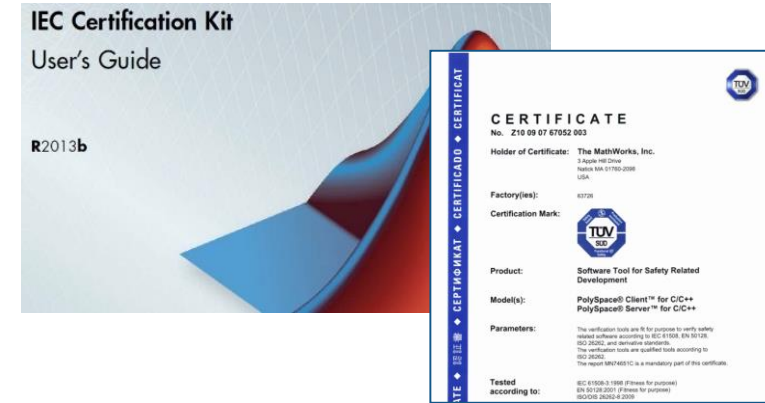 IEC Certification Kit
User's Guide
R2013b
CERTIFICATE ◆ СЕРТИФИКАТ ◆ CERTIFICADO ◆ CERTIFICAT
TÜV
SÜD
CERTIFICATE
No. Z10 09 07 67052 003
Holder of Certificate: The MathWorks, Inc.
3 Apple Hill Drive
Natick MA 01760-2098
USA
Factory(ies): 63726
Certification Mark:
TÜV
SÜD
Product: Software Tool for Safety Related
Development
Model(s): PolySpace® Client™ for C/C++
PolySpace® Server™ for C/C++
Parameters: The verification tools are fit for purpose to verify safety
related software according to IEC 61508, EN 50128,
ISO 26262, and derivative standards.
The verification tools are qualified tools according to
ISO 26262.
The report MN74651C is a mandatory part of this certificate.
Tested
according to:
IEC 61508-3:1998 (Fitness for purpose)
EN 50128:2001 (Fitness for purpose)
ISO/DIS 26262-8:2009